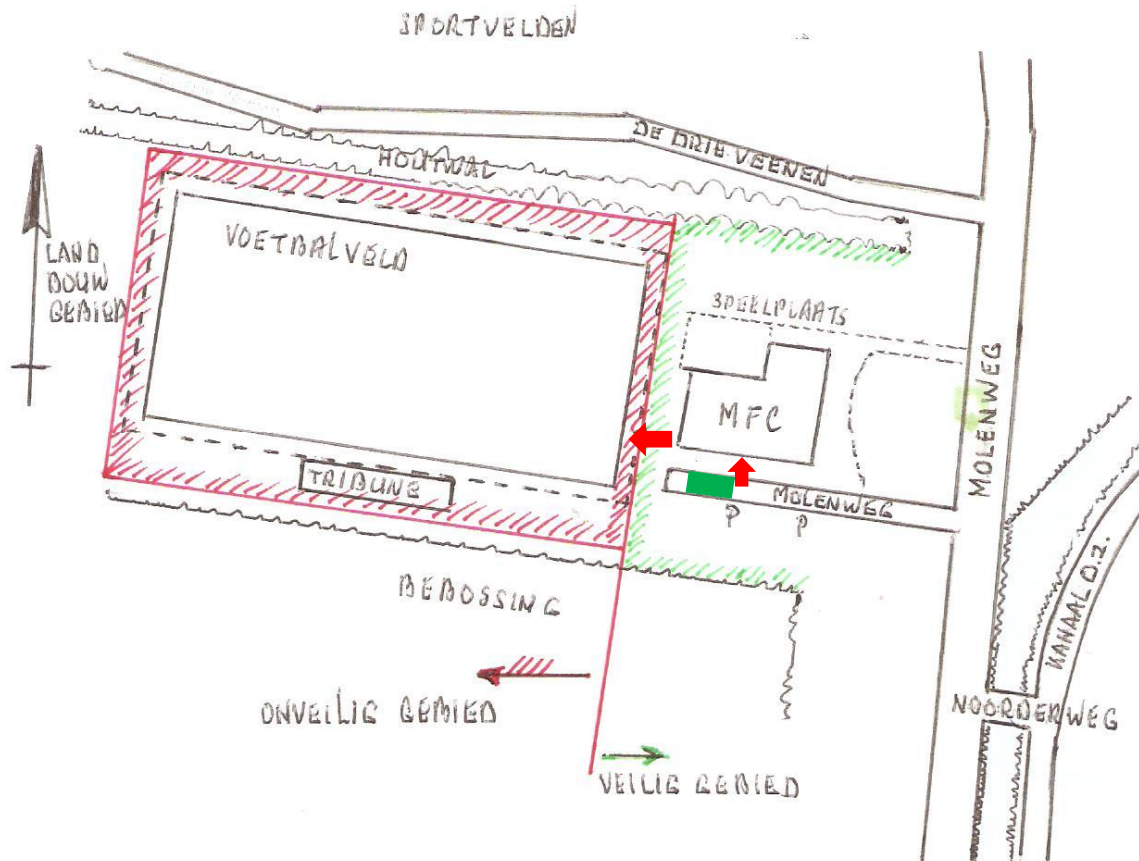 SPORTVELDEN
DE DRIE VEENEN
HOUTWAL
VOETBALVELD
LAND
BOUW
GEBIED
SPEELPLAATS
MFC
MOLENWEG
TRIBUNE
MOLENWEG
P P
BEBOSSING
KANAAL O.Z.
ONVEILIG GEBIED
NOORDERWEG
VEILIG GEBIED